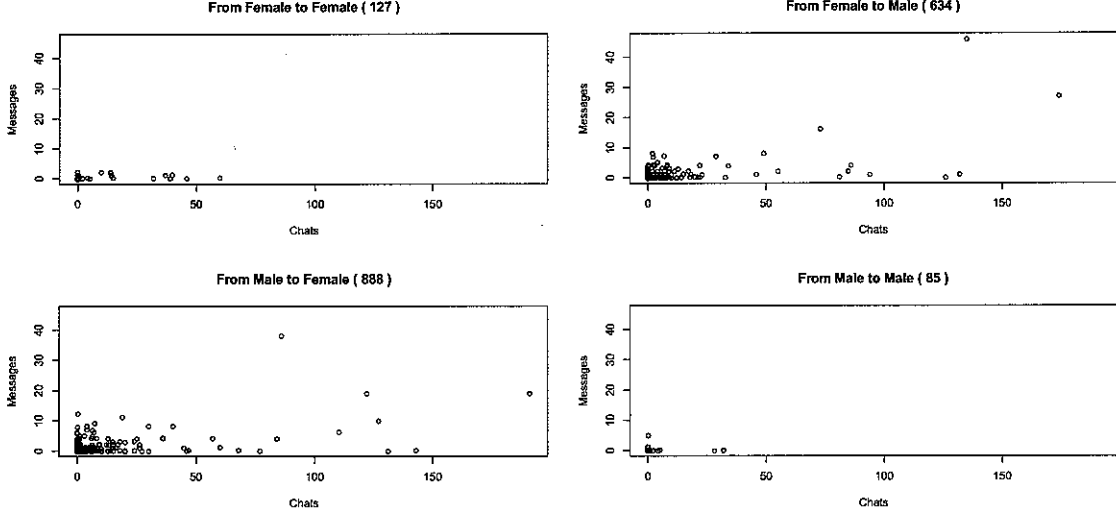 From Female to Female ( 127 )
Messages
0 10 20 30 40
0 50 100 150
Chats
From Female to Male ( 634 )
Messages
0 10 20 30 40
0 50 100 150
Chats
From Male to Female ( 888 )
Messages
0 10 20 30 40
0 50 100 150
Chats
From Male to Male ( 85 )
Messages
0 10 20 30 40
0 50 100 150
Chats